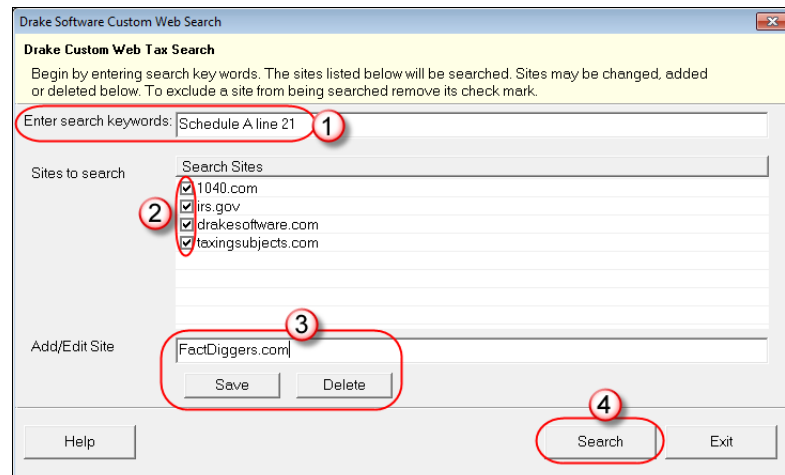 Drake Software Custom Web Search
Drake Custom Web Tax Search
Begin by entering search key words. The sites listed below will be searched. Sites may be changed, added
or deleted below. To exclude a site from being searched remove its check mark.
Enter search keywords: Schedule A line 21 1
Sites to search Search Sites
1040.com
2 irs.gov
drakesoftware.com
taxingsubjects.com
3
Add/Edit Site FactDiggers.com
Save Delete
4
Help Search Exit